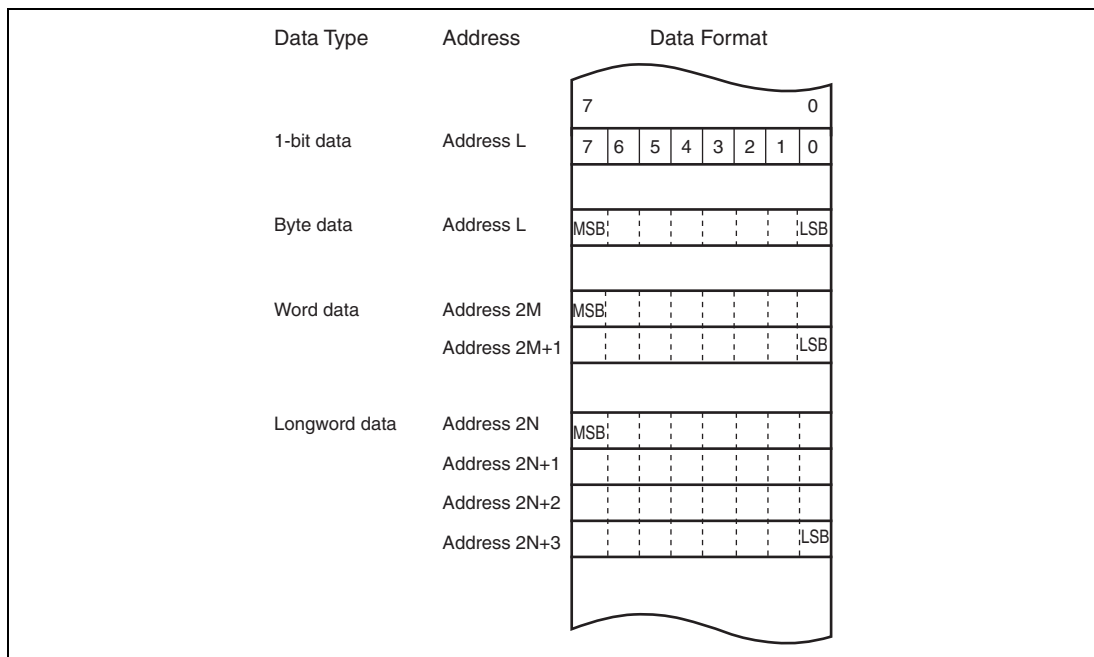 Data Type Address Data Format
7 0
1-bit data Address L 7 6 5 4 3 2 1 0
Byte data Address L MSB LSB
Word data Address 2M MSB
Address 2M+1 LSB
Longword data Address 2N MSB
Address 2N+1
Address 2N+2
Address 2N+3 LSB